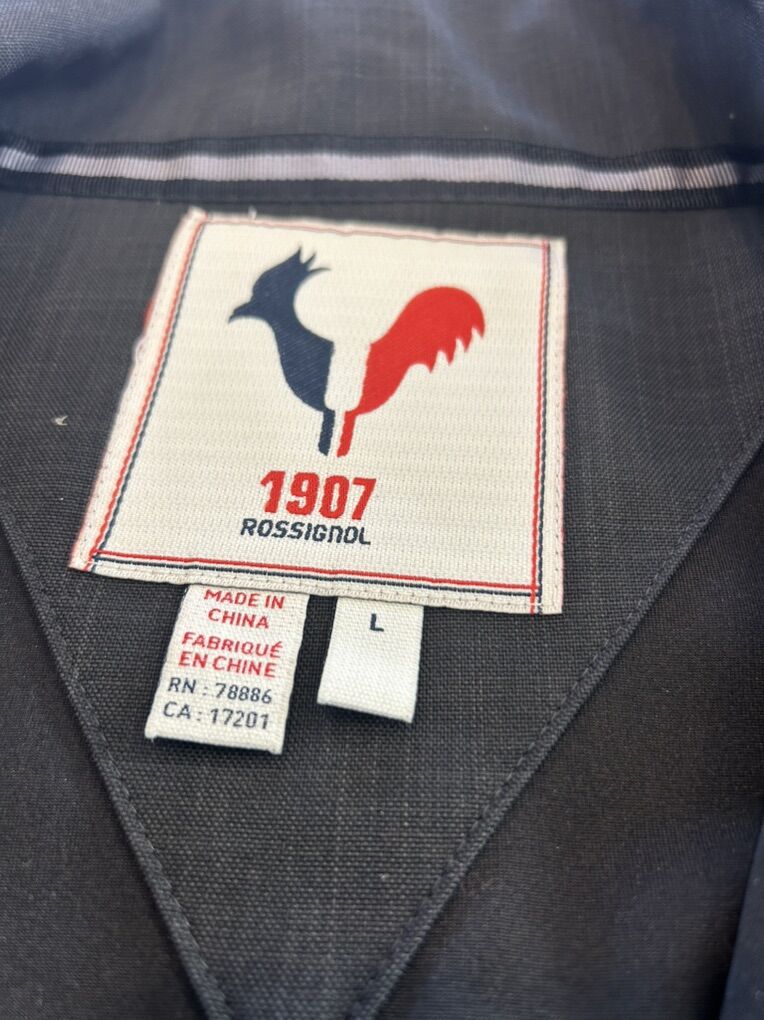 1907
ROSSIGNOL
MADE IN
CHINA
FABRIQUÉ
EN CHINE
RN : 78886
CA : 17201
L